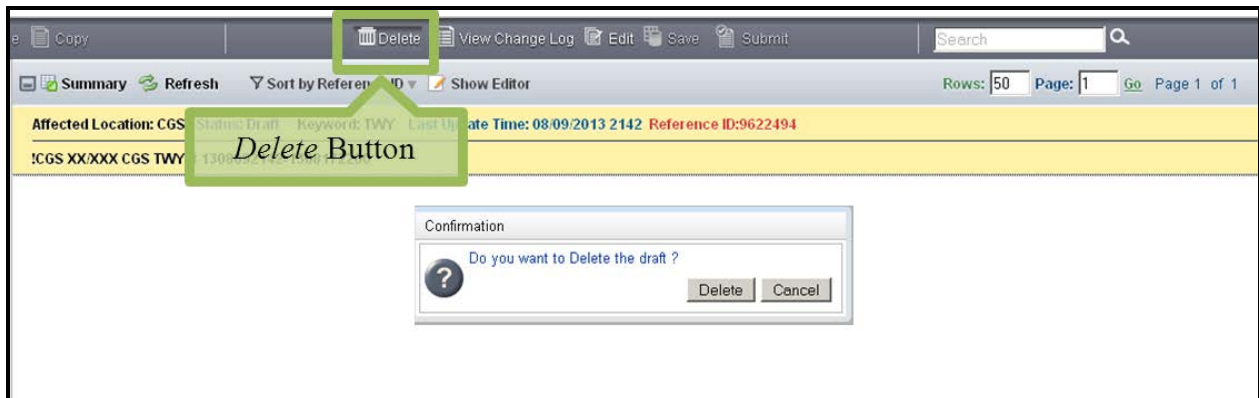 e Copy Delete View Change Log Edit Save Submit Search
Summary Refresh Sort by Reference ID Show Editor Rows: 50 Page: 1 Go Page 1 of 1
Affected Location: CGS Status: Draft Keyword: TWY Last Update Time: 08/09/2013 2142 Reference ID:9622494
!CGS XX/XXX CGS TWY
Delete Button
Confirmation
Do you want to Delete the draft ?
Delete Cancel